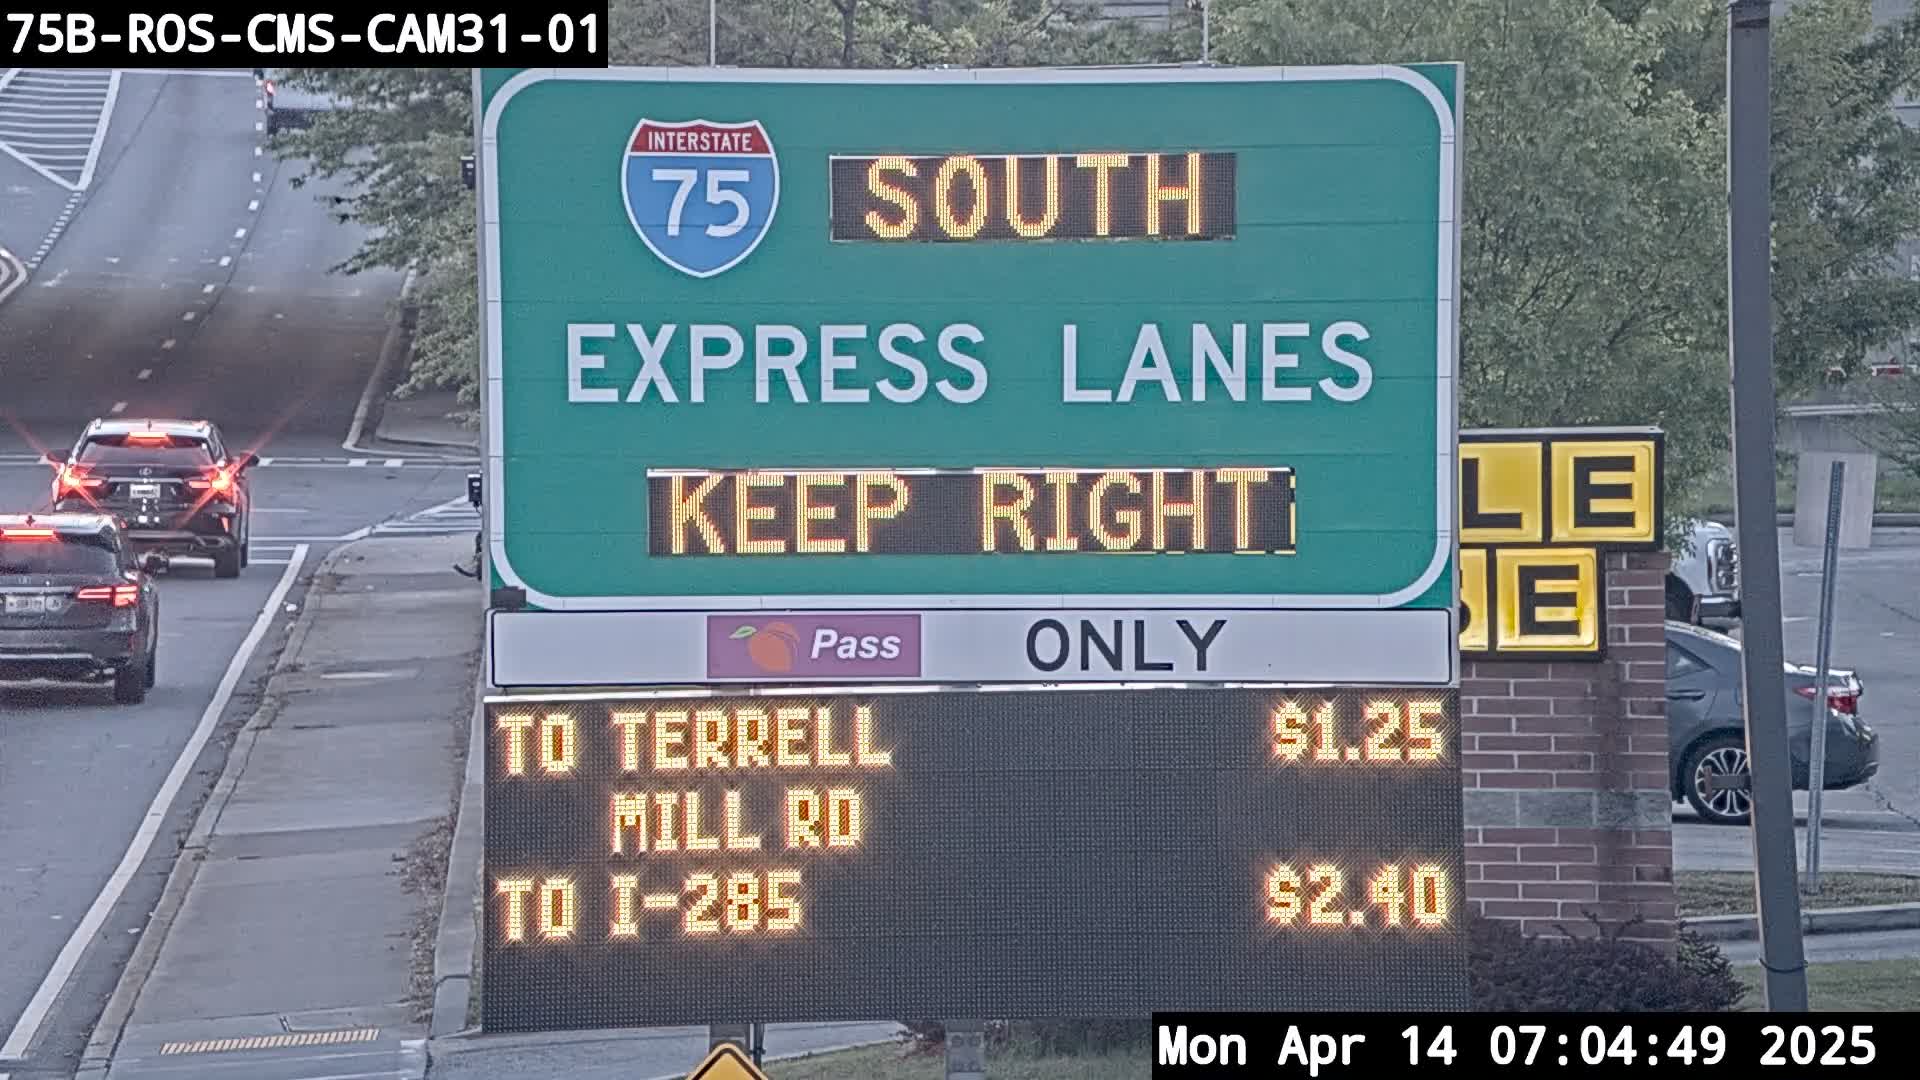 75B-ROS-CMS-CAM31-01
INTERSTATE
75
SOUTH
EXPRESS LANES
KEEP RIGHT
Pass ONLY
LE
E
TO TERRELL $1.25
MILL RD
TO I-285 $2.40
Mon Apr 14 07:04:49 2025